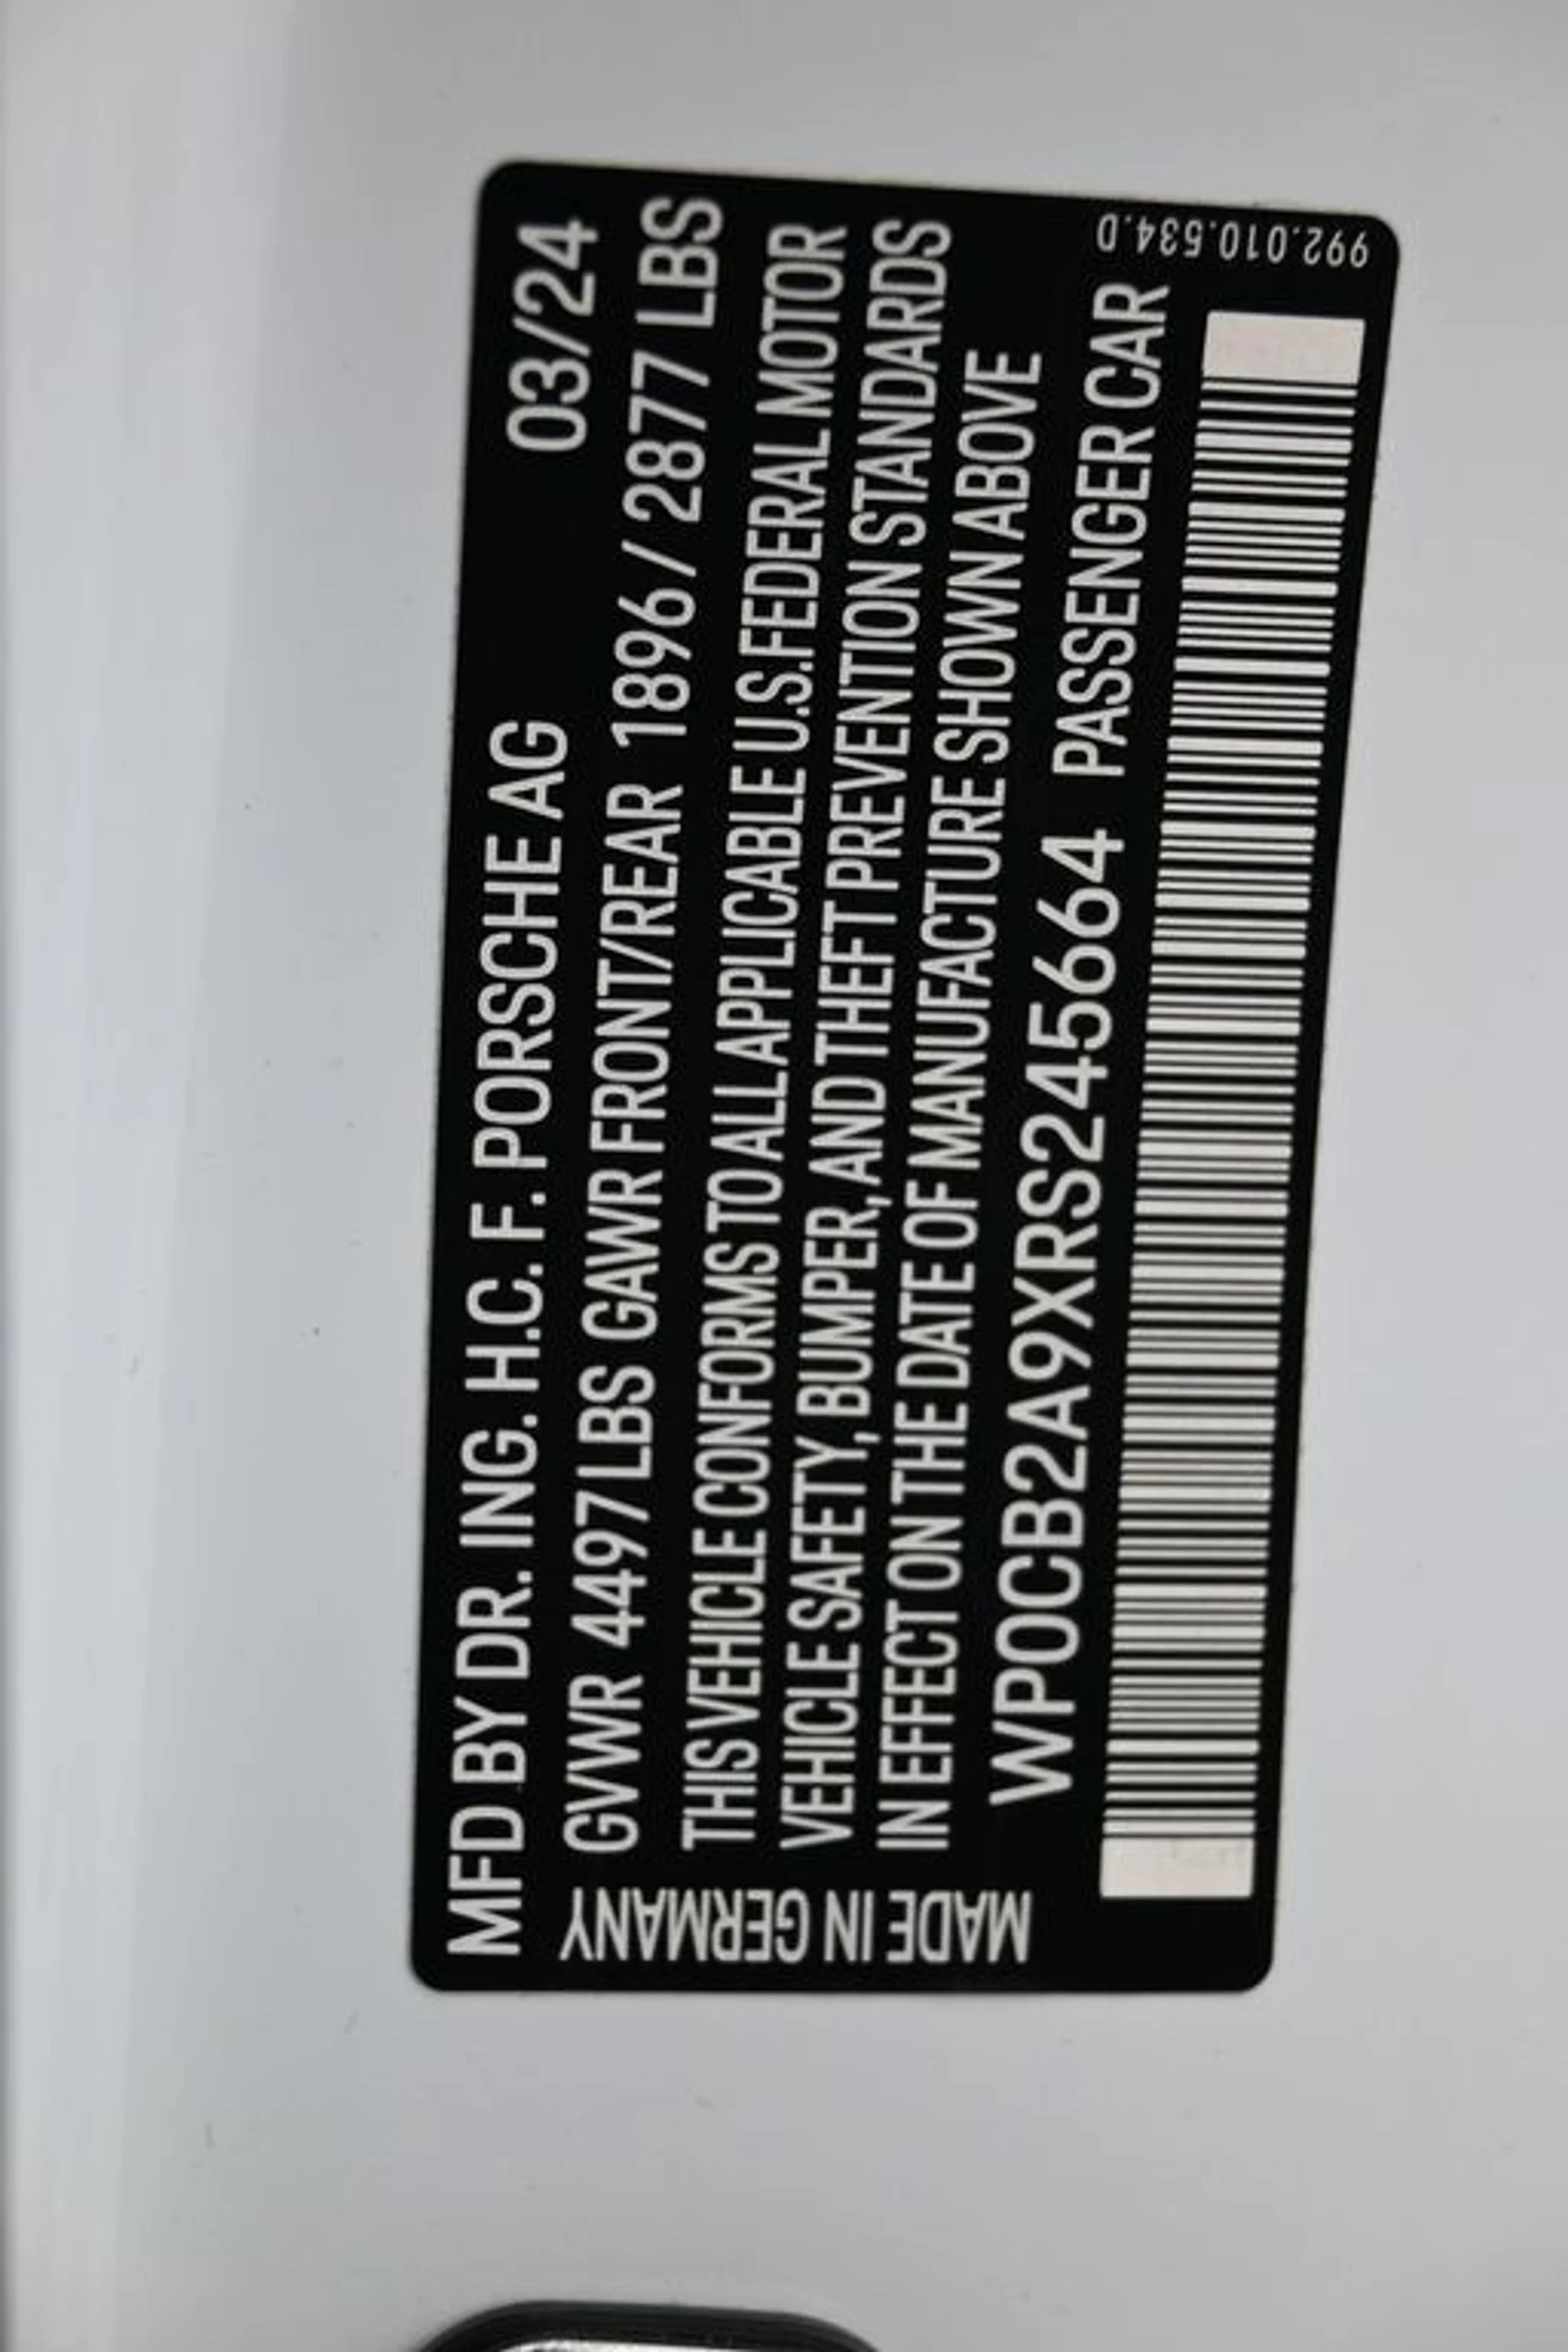 MFD BY DR. ING. H.C. F. PORSCHE AG 03/24
GVWR 4497 LBS GAWR FRONT/REAR 1896 / 2877 LBS
THIS VEHICLE CONFORMS TO ALL APPLICABLE U.S.FEDERAL MOTOR
VEHICLE SAFETY, BUMPER, AND THEFT PREVENTION STANDARDS
IN EFFECT ON THE DATE OF MANUFACTURE SHOWN ABOVE
WP0CB2A9XRS245664 PASSENGER CAR
MADE IN GERMANY
992.010.534.D